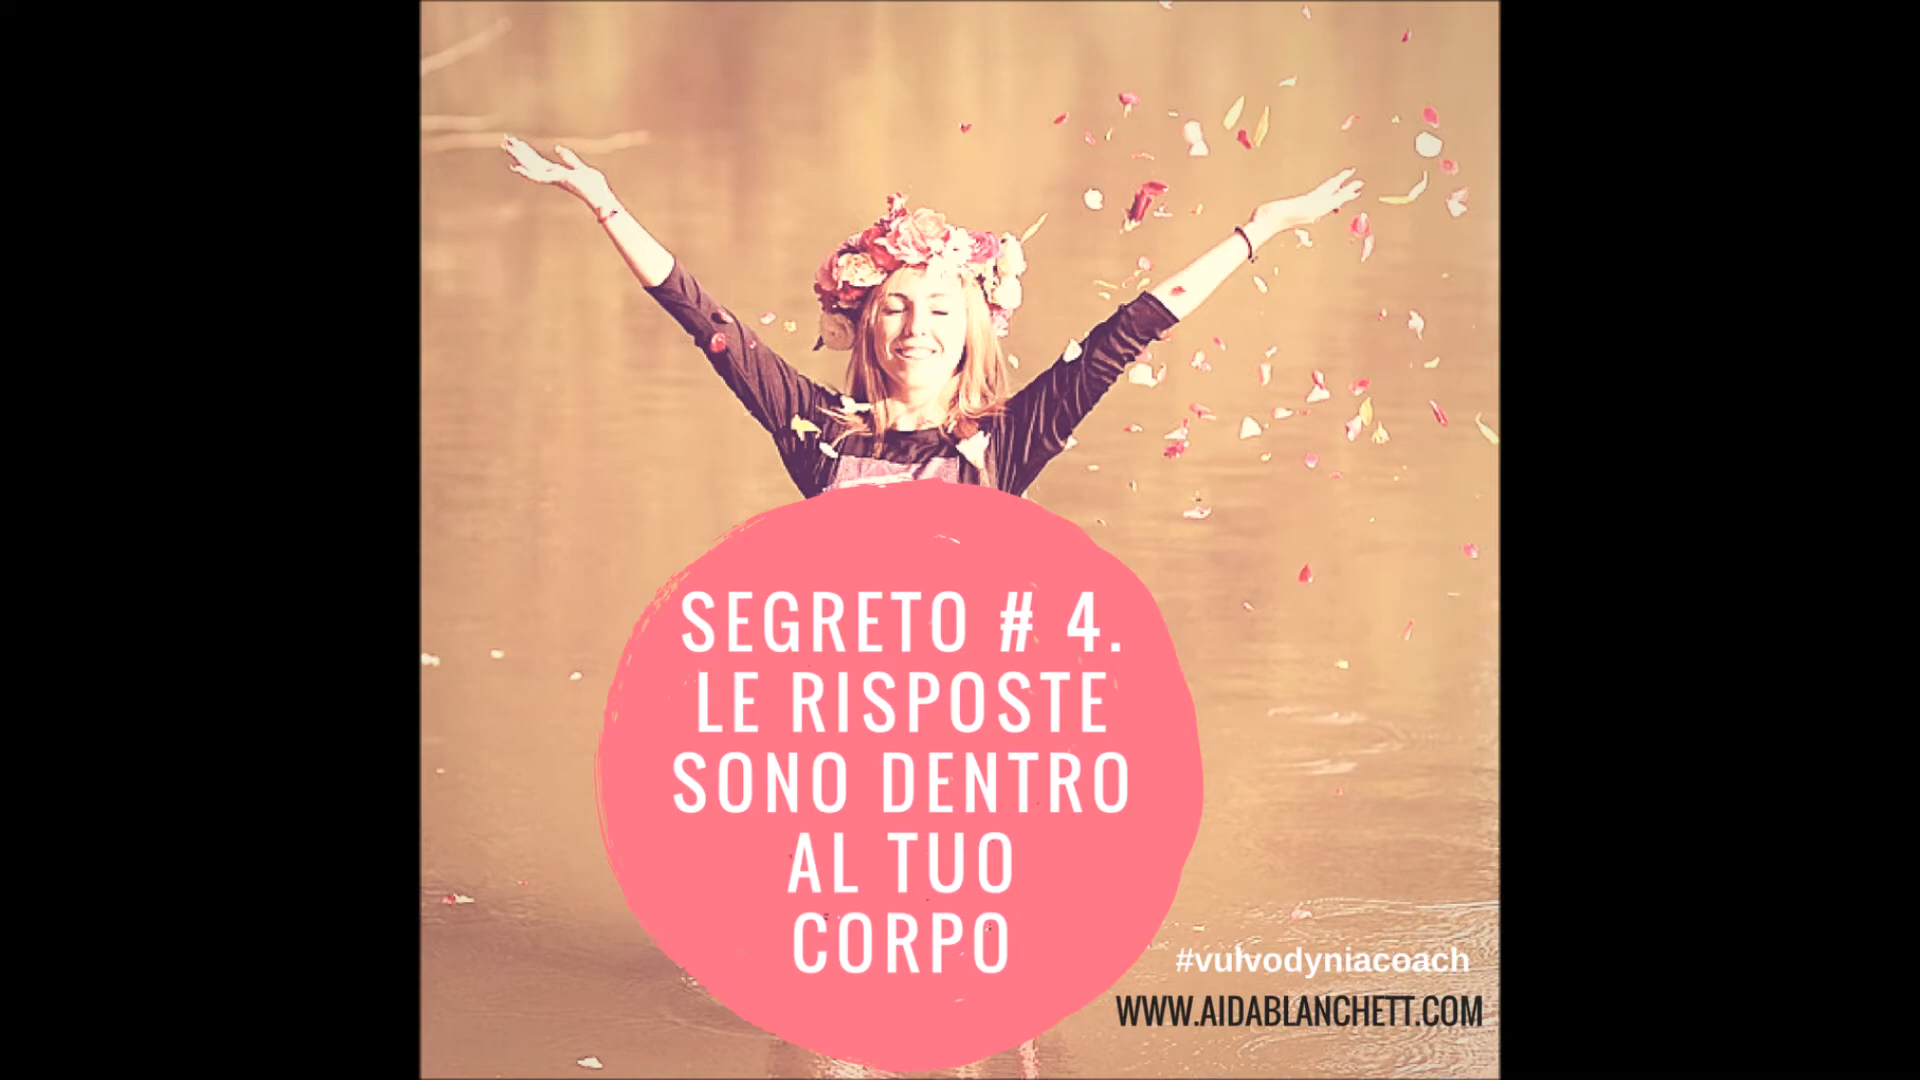 SEGRETO # 4.
LE RISPOSTE
SONO DENTRO
AL TUO
CORPO
#vulvodyniacoach
WWW.AIDABLANCHETT.COM